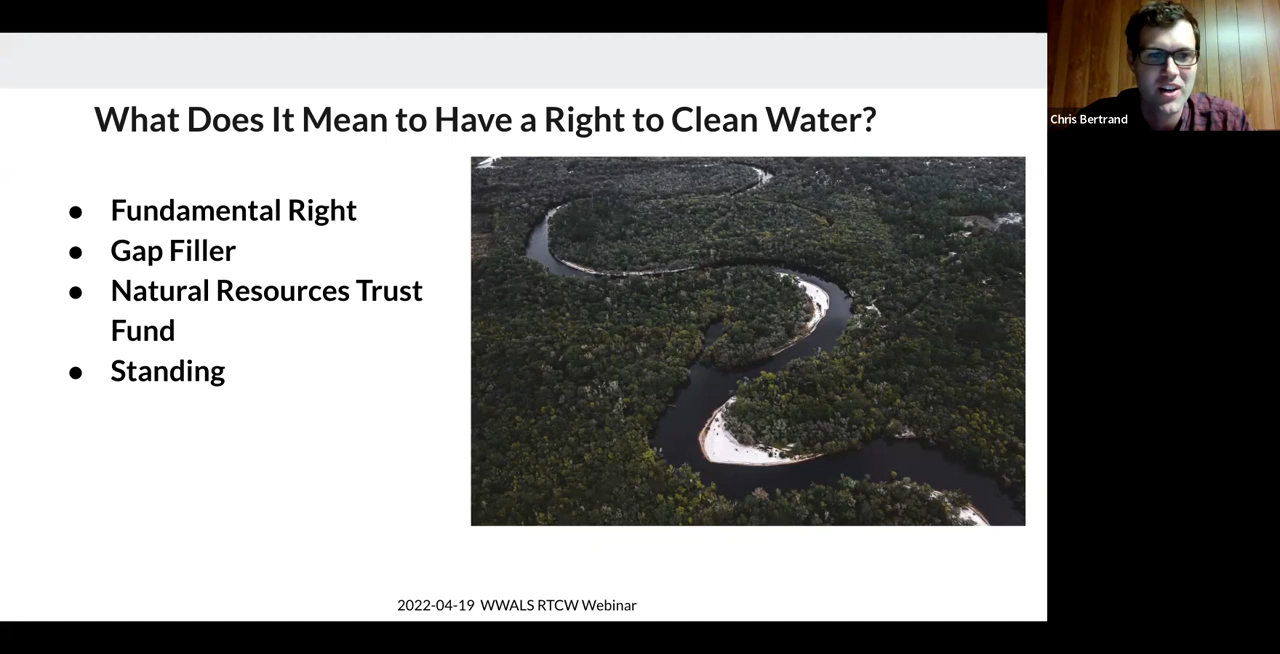 What Does It Mean to Have a Right to Clean Water?
Chris Bertrand
● Fundamental Right
● Gap Filler
● Natural Resources Trust
Fund
● Standing
2022-04-19 WWALS RTCW Webinar